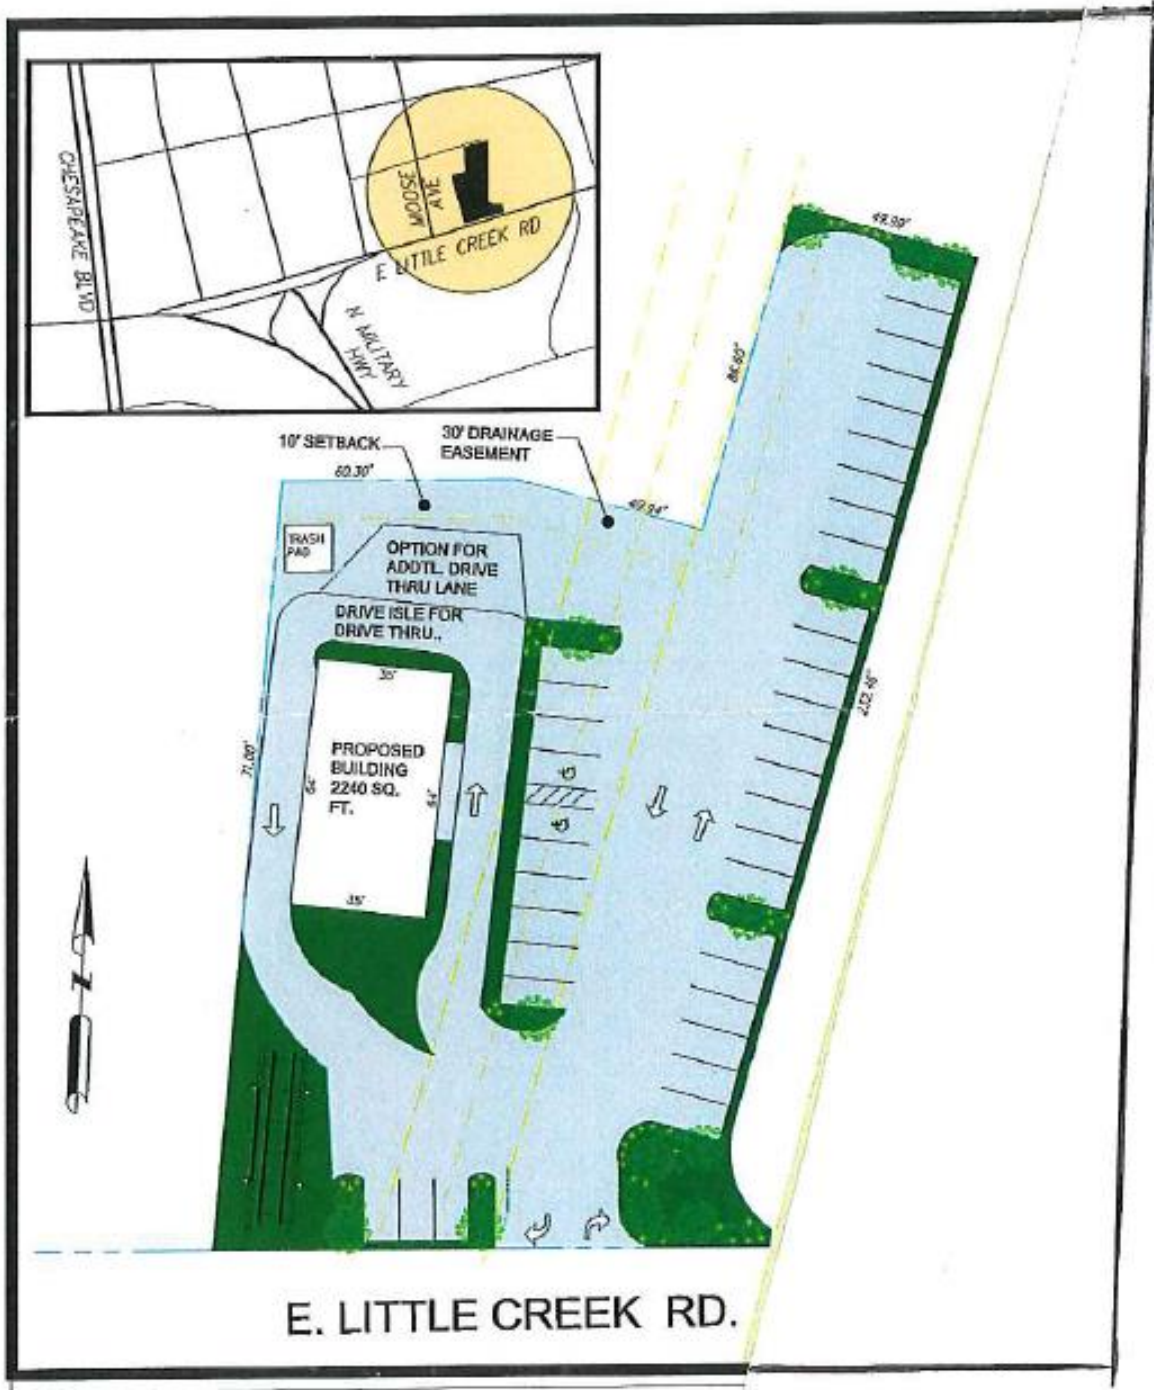 CHESAPEAKE BLVD
MOOSE
AVE
E LITTLE CREEK RD
N MILITARY
HWY
49.99'
86.60'
10' SETBACK
60.30'
30' DRAINAGE
EASEMENT
49.94'
TRASH
PAD
OPTION FOR
ADDTL. DRIVE
THRU LANE
DRIVE ISLE FOR
DRIVE THRU..
35'
71.00'
PROPOSED
BUILDING
2240 SQ.
FT.
64'
64'
35'
232.46'
N
E. LITTLE CREEK RD.